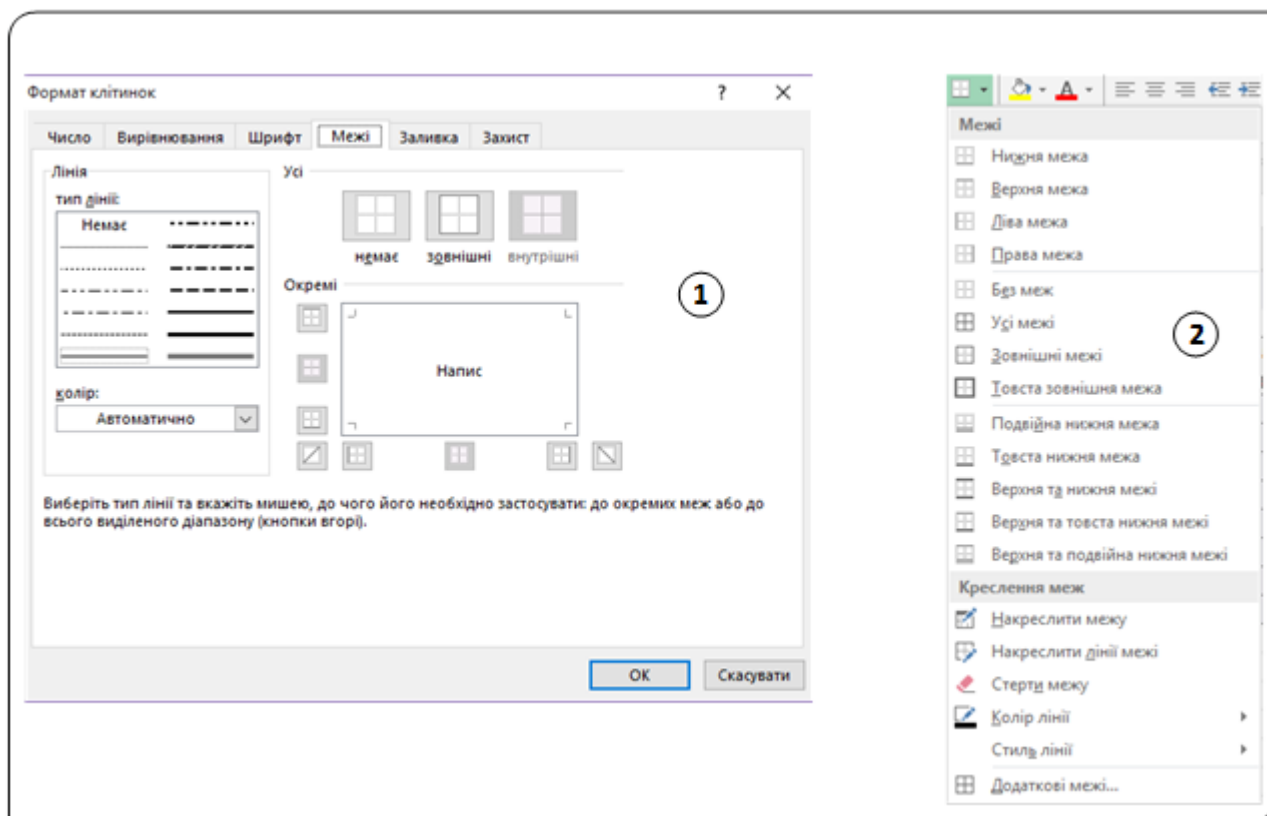 Формат клітинок ? ×
Число Вирівнювання Шрифт Межі Заливка Захист
Лінія
тип лінії:
Немає
колір:
Автоматично
Усі
немає зовнішні внутрішні
Окремі
Напис
1
Виберіть тип лінії та вкажіть мишею, до чого його необхідно застосувати: до окремих меж або до
всього виділеного діапазону (кнопки вгорі).
ОК Скасувати
А
Межі
Нижня межа
Верхня межа
Ліва межа
Права межа
Без меж
Усі межі
2
Зовнішні межі
Товста зовнішня межа
Подвійна нижня межа
Товста нижня межа
Верхня та нижня межі
Верхня та товста нижня межі
Верхня та подвійна нижня межі
Креслення меж
Накреслити межу
Накреслити лінії межі
Стерти межу
Колір лінії
Стиль лінії
Додаткові межі...